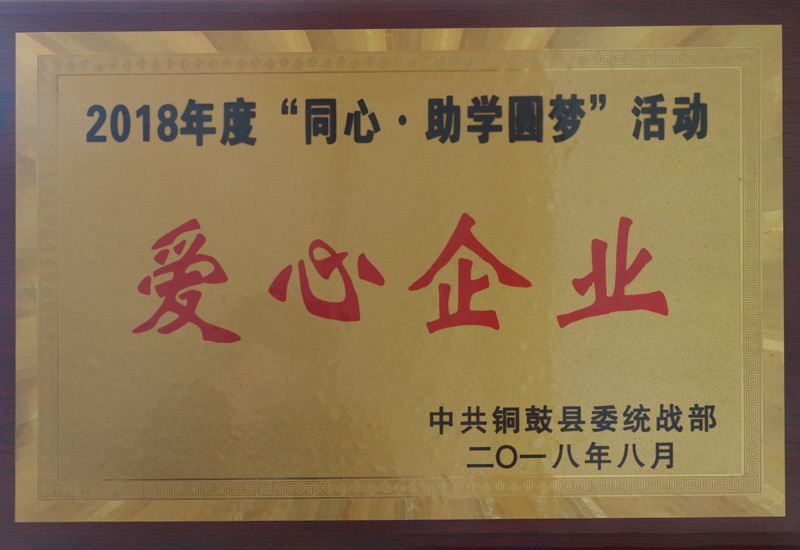 2018年度“同心·助学圆梦”活动
爱心企业
中共铜鼓县委统战部
二〇一八年八月